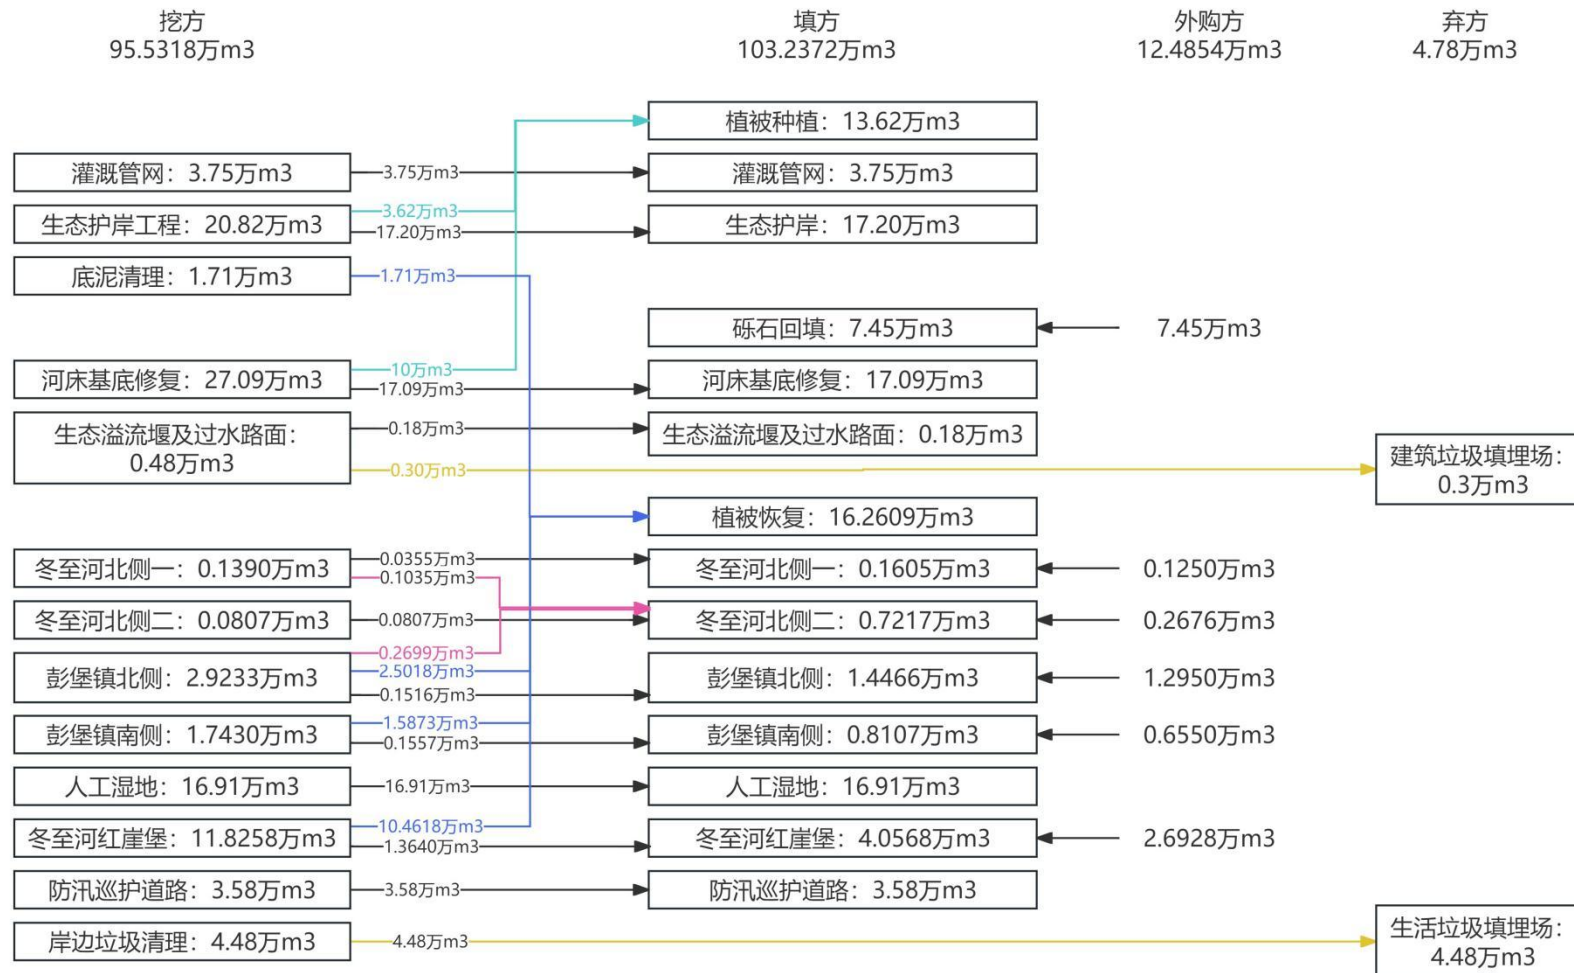 挖方
95.5318万m3
填方
103.2372万m3
外购方
12.4854万m3
弃方
4.78万m3
植被种植：13.62万m3
灌溉管网：3.75万m3
3.75万m3
灌溉管网：3.75万m3
生态护岸工程：20.82万m3
3.62万m3
17.20万m3
生态护岸：17.20万m3
底泥清理：1.71万m3
1.71万m3
砾石回填：7.45万m3
7.45万m3
河床基底修复：27.09万m3
10万m3
17.09万m3
河床基底修复：17.09万m3
生态溢流堰及过水路面：
0.48万m3
0.18万m3
0.30万m3
生态溢流堰及过水路面：0.18万m3
建筑垃圾填埋场：
0.3万m3
植被恢复：16.2609万m3
冬至河北侧一：0.1390万m3
0.0355万m3
0.1035万m3
冬至河北侧一：0.1605万m3
0.1250万m3
冬至河北侧二：0.0807万m3
0.0807万m3
冬至河北侧二：0.7217万m3
0.2676万m3
彭堡镇北侧：2.9233万m3
0.2699万m3
2.5018万m3
0.1516万m3
彭堡镇北侧：1.4466万m3
1.2950万m3
彭堡镇南侧：1.7430万m3
1.5873万m3
0.1557万m3
彭堡镇南侧：0.8107万m3
0.6550万m3
人工湿地：16.91万m3
16.91万m3
人工湿地：16.91万m3
冬至河红崖堡：11.8258万m3
10.4618万m3
1.3640万m3
冬至河红崖堡：4.0568万m3
2.6928万m3
防汛巡护道路：3.58万m3
3.58万m3
防汛巡护道路：3.58万m3
岸边垃圾清理：4.48万m3
4.48万m3
生活垃圾填埋场：
4.48万m3